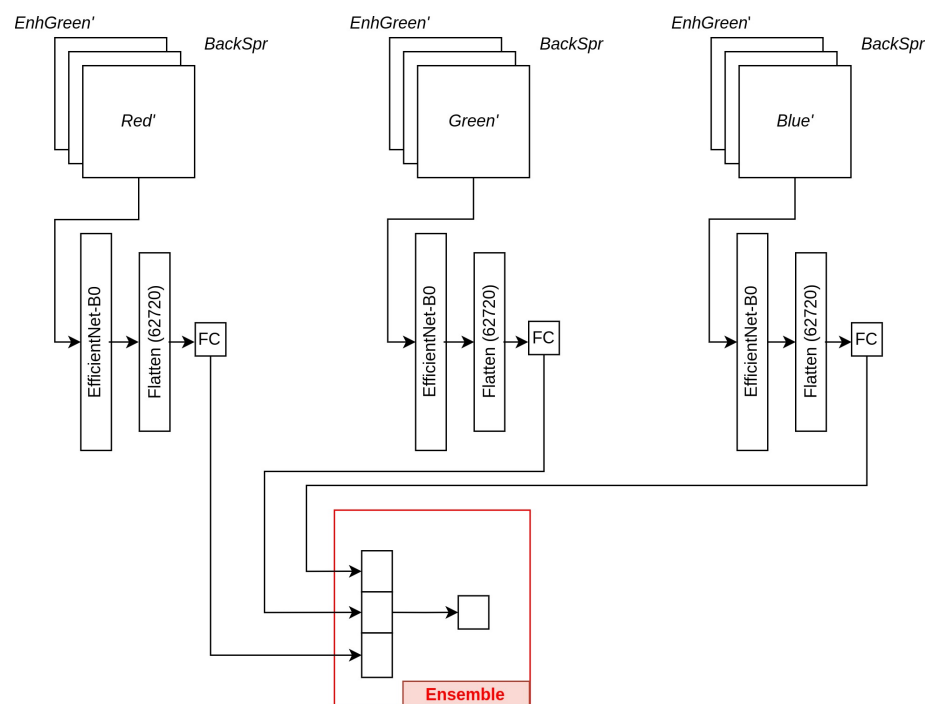 EnhGreen'
BackSpr
Red'
EnhGreen'
BackSpr
Green'
EnhGreen'
BackSpr
Blue'
EfficientNet-B0
Flatten (62720)
FC
EfficientNet-B0
Flatten (62720)
FC
EfficientNet-B0
Flatten (62720)
FC
Ensemble